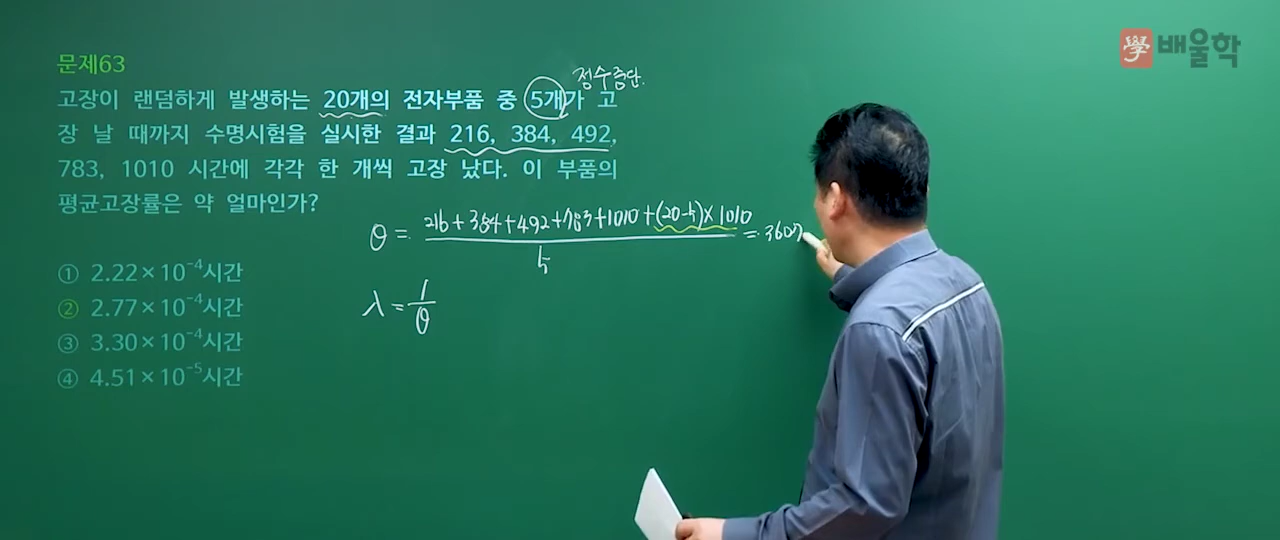 學 배울학
문제63
정수중단.
고장이 랜덤하게 발생하는 20개의 전자부품 중 5개가 고
장 날 때까지 수명시험을 실시한 결과 216, 384, 492,
783, 1010 시간에 각각 한 개씩 고장 났다. 이 부품의
평균고장률은 약 얼마인가?
θ = 216+384+492+783+1010+(20-5)×1010 / 5 = 3607
λ = 1/θ
① 2.22×10⁻⁴시간
② 2.77×10⁻⁴시간
③ 3.30×10⁻⁴시간
④ 4.51×10⁻⁵시간